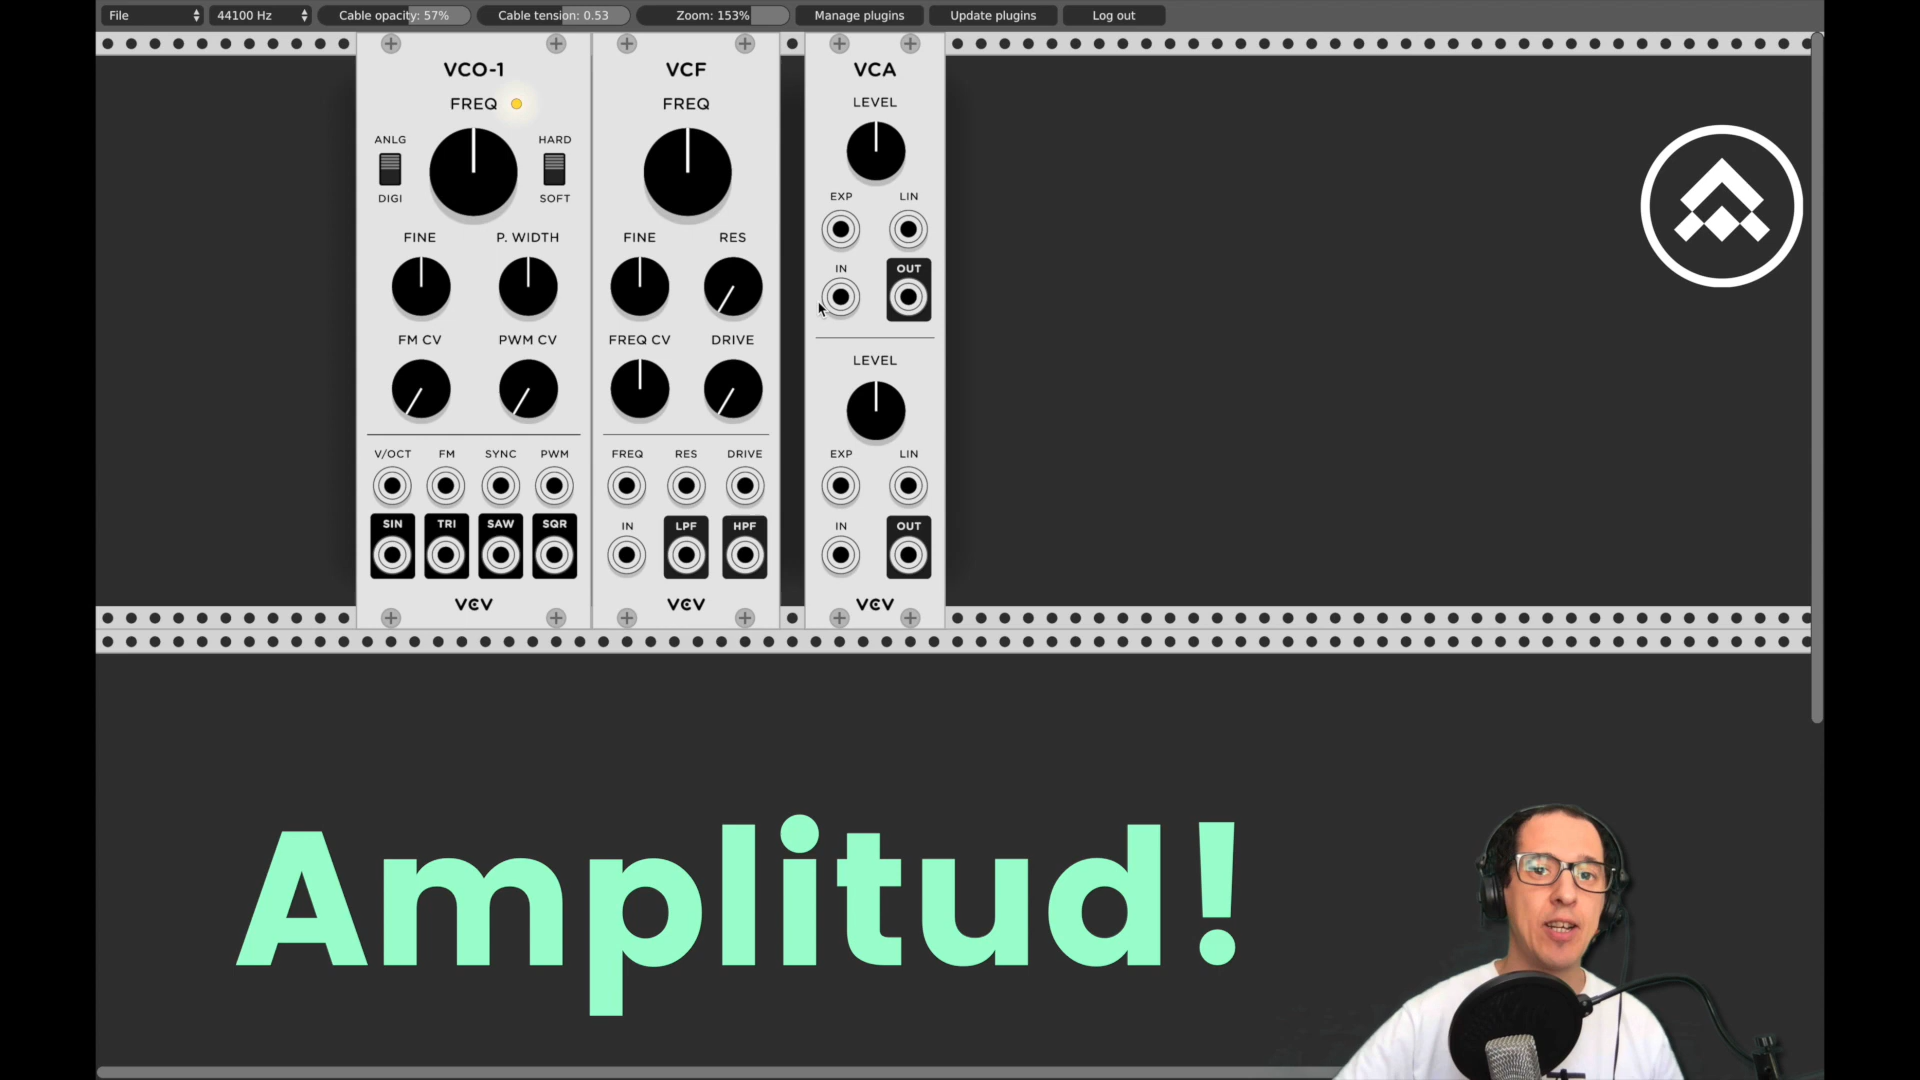 File 44100 Hz Cable opacity: 57% Cable tension: 0.53 Zoom: 153% Manage plugins Update plugins Log out
VCO-1
FREQ
ANLG HARD
DIGI SOFT
FINE P. WIDTH
FM CV PWM CV
V/OCT FM SYNC PWM
SIN TRI SAW SQR
VCV
VCF
FREQ
FINE RES
FREQ CV DRIVE
FREQ RES DRIVE
IN LPF HPF
VCV
VCA
LEVEL
EXP LIN
IN OUT
LEVEL
EXP LIN
IN OUT
VCV
Amplitud!